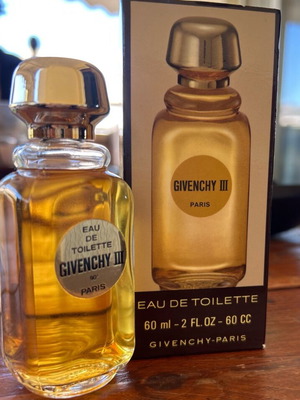 EAU
DE
TOILETTE
GIVENCHY III
PARIS
GIVENCHY III
PARIS
EAU DE TOILETTE
60 ml - 2 FL. OZ - 60 CC
GIVENCHY-PARIS